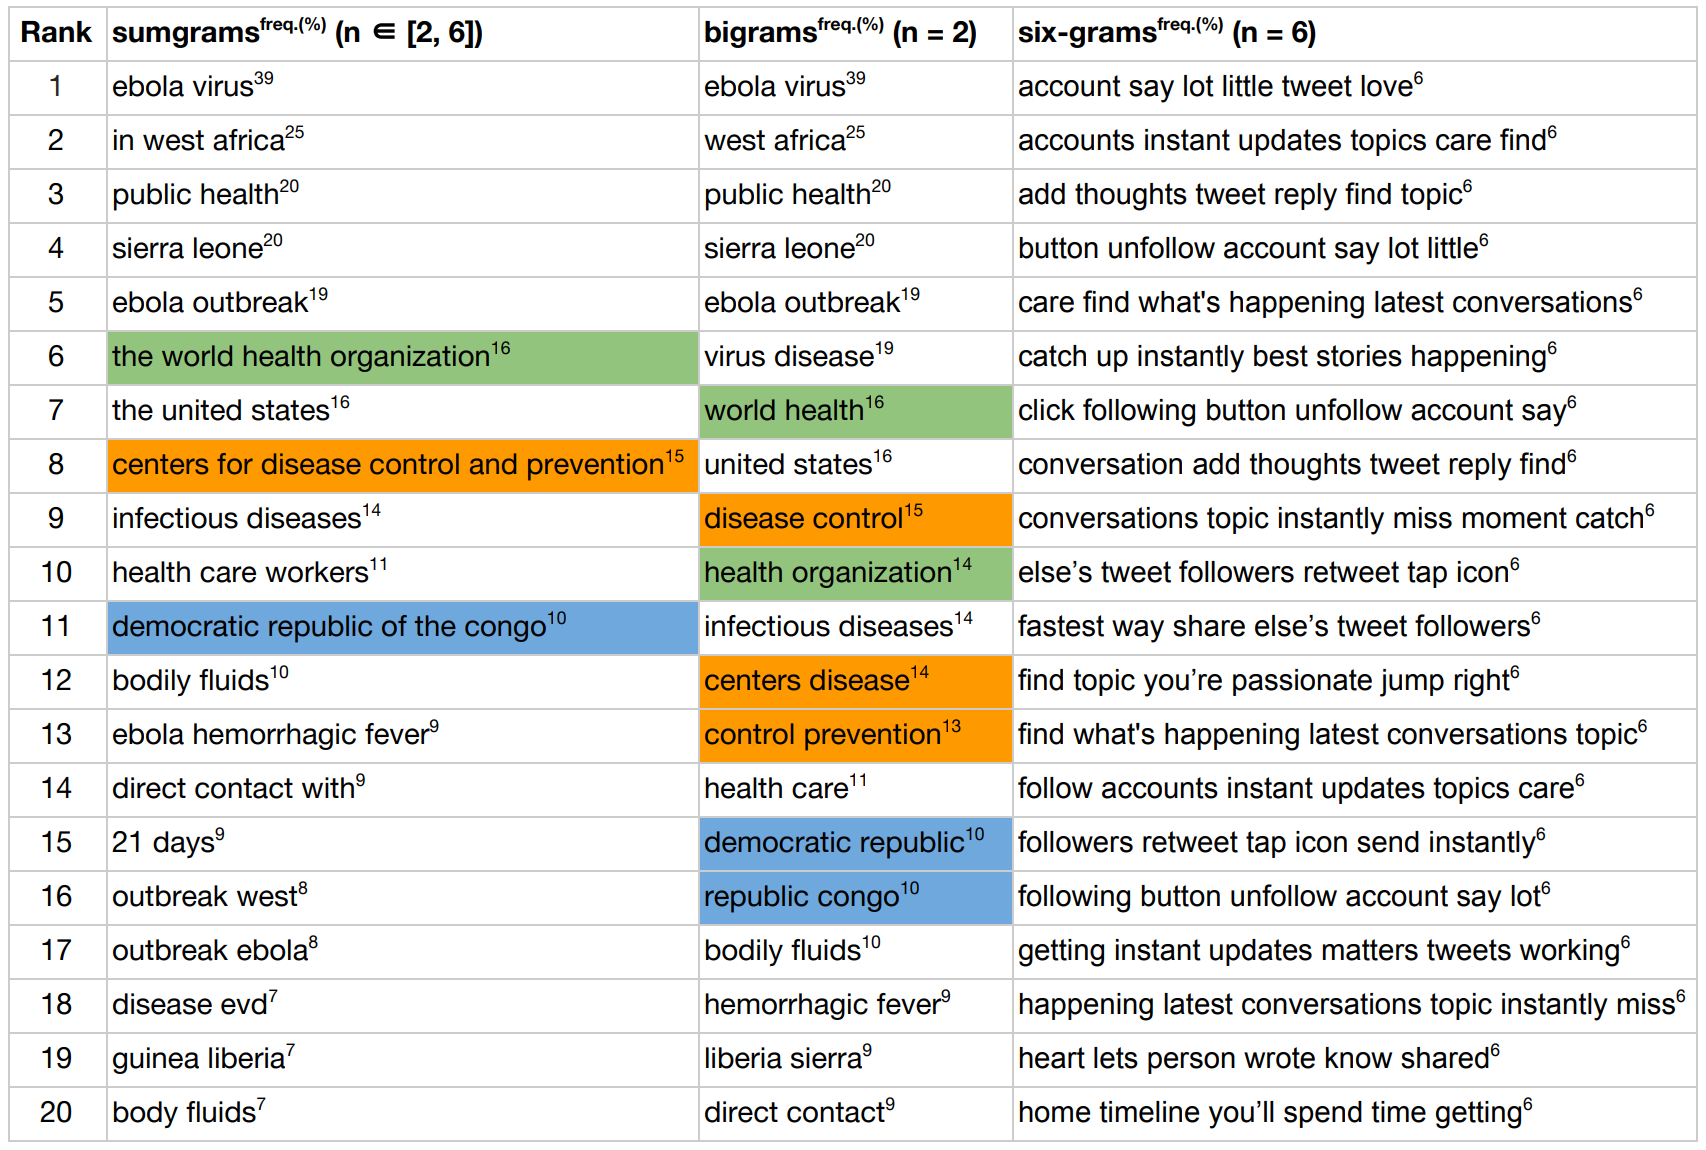 Rank sumgrams^freq.(%) (n ∈ [2, 6]) bigrams^freq.(%) (n = 2) six-grams^freq.(%) (n = 6)
1 ebola virus^39 ebola virus^39 account say lot little tweet love^6
2 in west africa^25 west africa^25 accounts instant updates topics care find^6
3 public health^20 public health^20 add thoughts tweet reply find topic^6
4 sierra leone^20 sierra leone^20 button unfollow account say lot little^6
5 ebola outbreak^19 ebola outbreak^19 care find what's happening latest conversations^6
6 the world health organization^16 virus disease^19 catch up instantly best stories happening^6
7 the united states^16 world health^16 click following button unfollow account say^6
8 centers for disease control and prevention^15 united states^16 conversation add thoughts tweet reply find^6
9 infectious diseases^14 disease control^15 conversations topic instantly miss moment catch^6
10 health care workers^11 health organization^14 else’s tweet followers retweet tap icon^6
11 democratic republic of the congo^10 infectious diseases^14 fastest way share else’s tweet followers^6
12 bodily fluids^10 centers disease^14 find topic you’re passionate jump right^6
13 ebola hemorrhagic fever^9 control prevention^13 find what's happening latest conversations topic^6
14 direct contact with^9 health care^11 follow accounts instant updates topics care^6
15 21 days^9 democratic republic^10 followers retweet tap icon send instantly^6
16 outbreak west^8 republic congo^10 following button unfollow account say lot^6
17 outbreak ebola^8 bodily fluids^10 getting instant updates matters tweets working^6
18 disease evd^7 hemorrhagic fever^9 happening latest conversations topic instantly miss^6
19 guinea liberia^7 liberia sierra^9 heart lets person wrote know shared^6
20 body fluids^7 direct contact^9 home timeline you’ll spend time getting^6